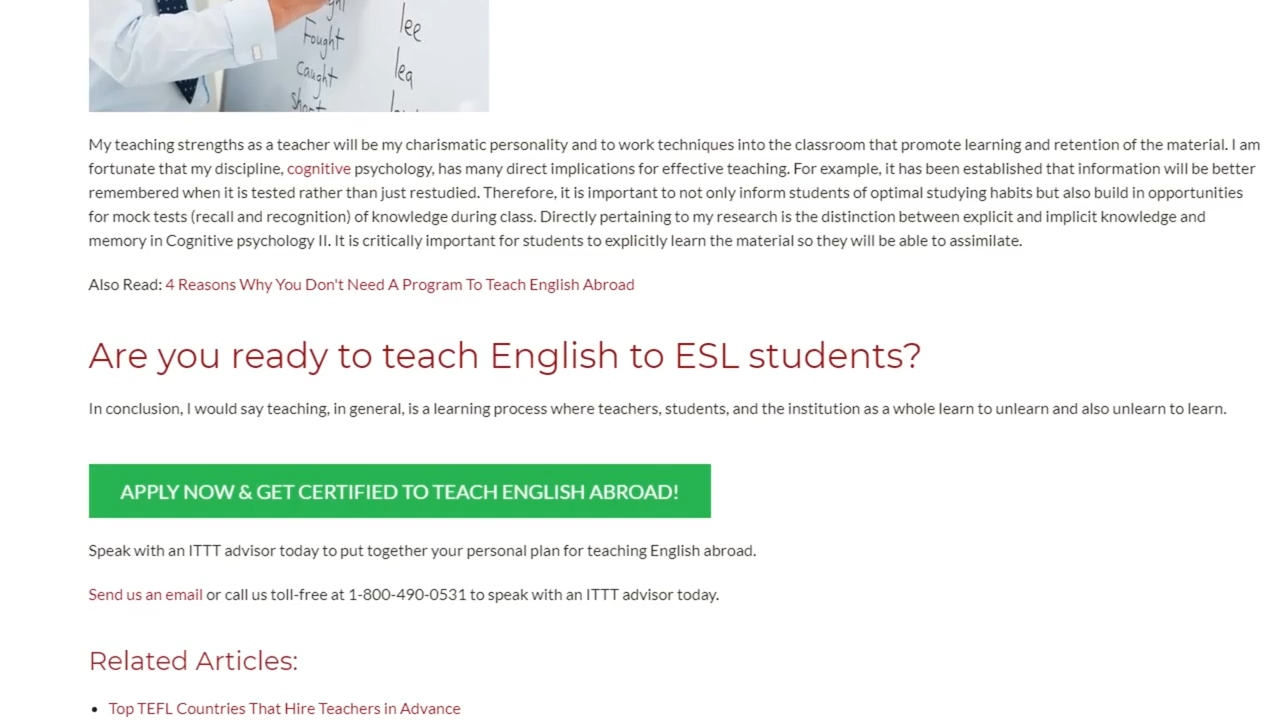 Fought
caught
short
lee
lea
My teaching strengths as a teacher will be my charismatic personality and to work techniques into the classroom that promote learning and retention of the material. I am
fortunate that my discipline, cognitive psychology, has many direct implications for effective teaching. For example, it has been established that information will be better
remembered when it is tested rather than just restudied. Therefore, it is important to not only inform students of optimal studying habits but also build in opportunities
for mock tests (recall and recognition) of knowledge during class. Directly pertaining to my research is the distinction between explicit and implicit knowledge and
memory in Cognitive psychology II. It is critically important for students to explicitly learn the material so they will be able to assimilate.
Also Read: 4 Reasons Why You Don't Need A Program To Teach English Abroad
Are you ready to teach English to ESL students?
In conclusion, I would say teaching, in general, is a learning process where teachers, students, and the institution as a whole learn to unlearn and also unlearn to learn.
APPLY NOW & GET CERTIFIED TO TEACH ENGLISH ABROAD!
Speak with an ITTT advisor today to put together your personal plan for teaching English abroad.
Send us an email or call us toll-free at 1-800-490-0531 to speak with an ITTT advisor today.
Related Articles:
• Top TEFL Countries That Hire Teachers in Advance